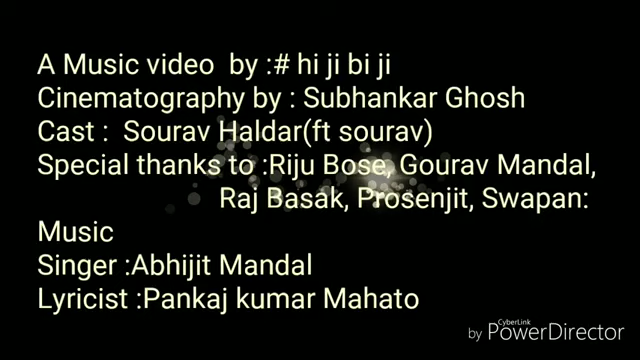 A Music video  by :# hi ji bi ji
Cinematography by : Subhankar Ghosh
Cast :  Sourav Haldar(ft sourav)
Special thanks to :Riju Bose, Gourav Mandal,
Raj Basak, Prosenjit, Swapan:
Music
Singer :Abhijit Mandal
Lyricist :Pankaj kumar Mahato
CyberLink
by PowerDirector